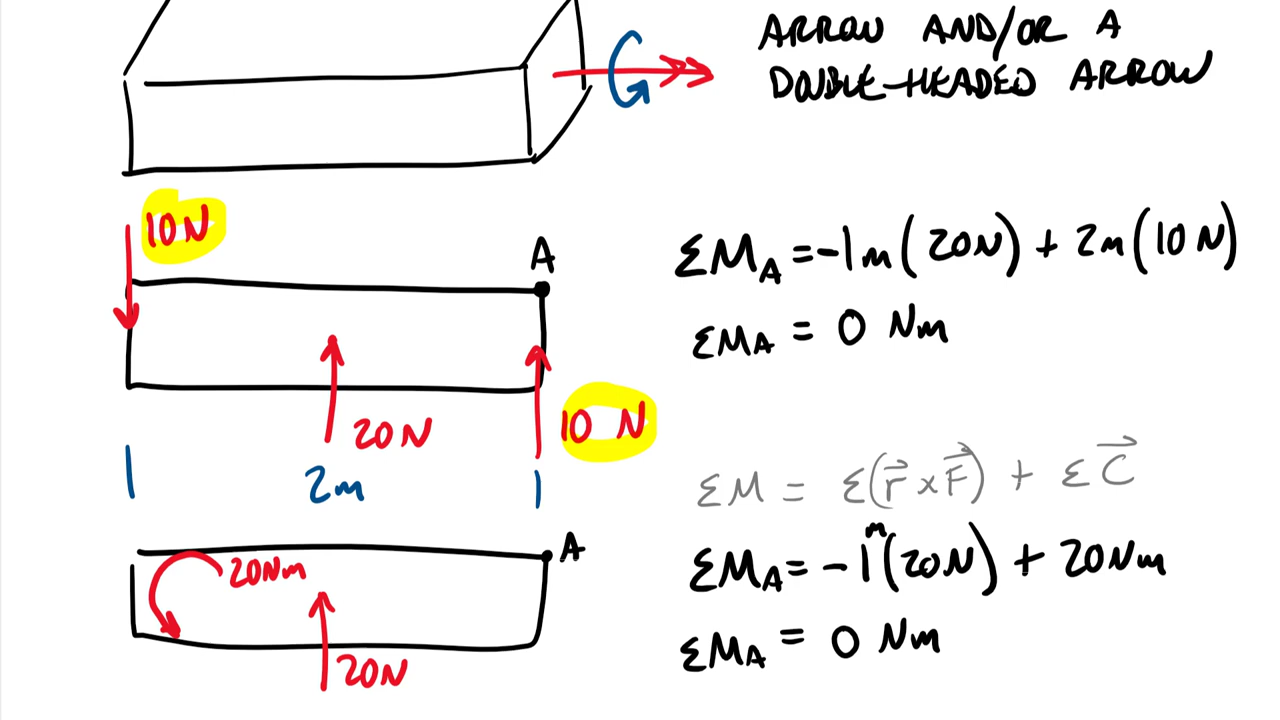 ARROW AND/OR A
DOUBLE-HEADED ARROW
10N
A
ΣMA = -1m(20N) + 2m(10N)
ΣMA = 0 Nm
20N
10 N
2m
ΣM = Σ(r⃗ x F⃗) + ΣC⃗
A
20Nm
ΣMA = -1m(20N) + 20Nm
20N
ΣMA = 0 Nm